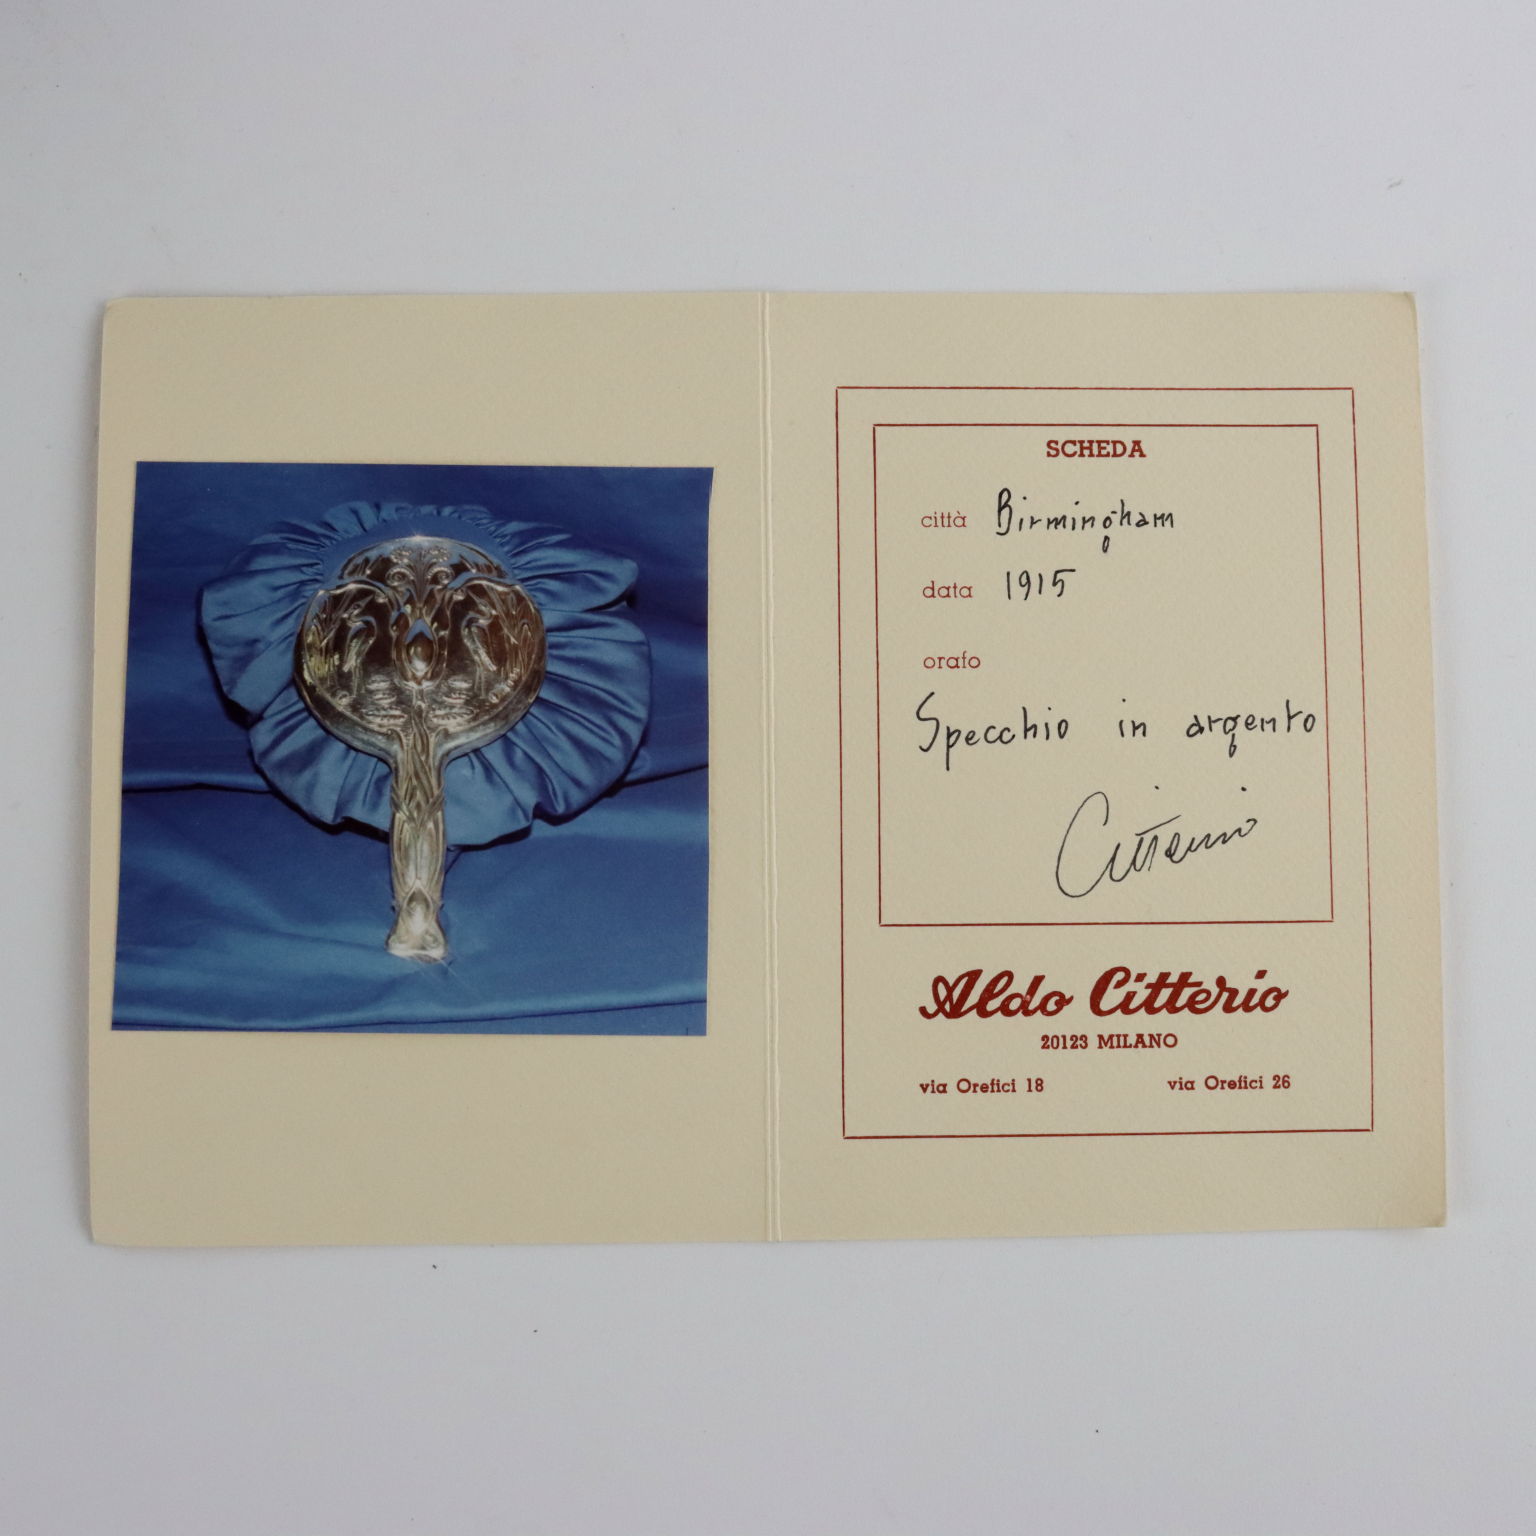 SCHEDA
città Birmingham
data 1915
orafo
Specchio in argento
Citterio
Aldo Citterio
20123 MILANO
via Orefici 18 via Orefici 26